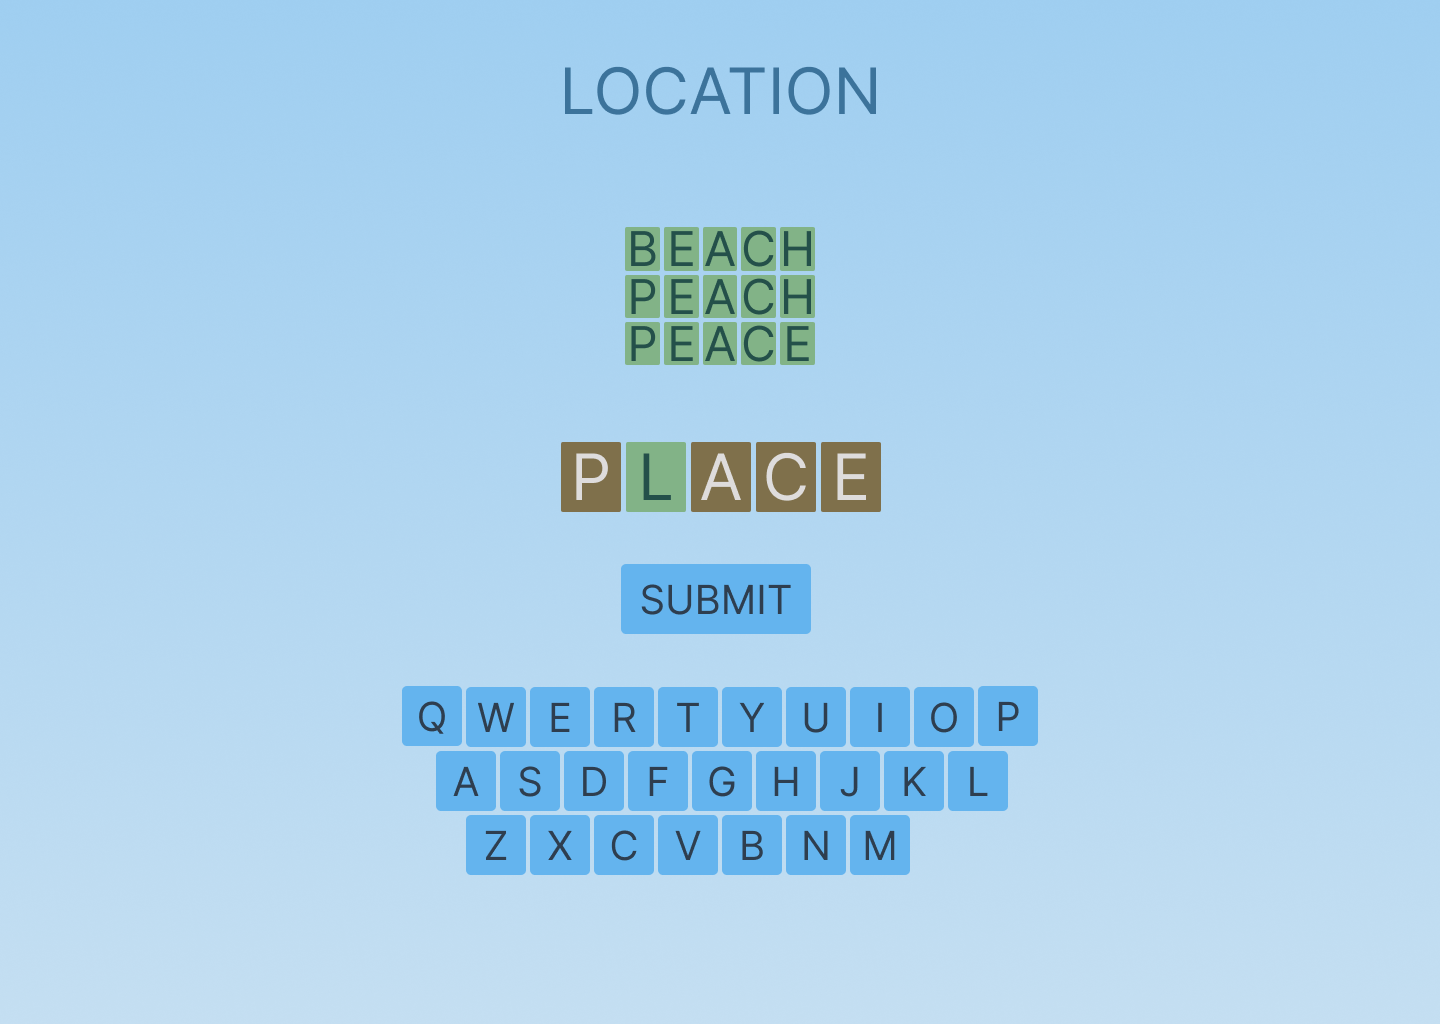 LOCATION
BEACH
PEACH
PEACE
PLACE
SUBMIT
Q W E R T Y U I O P
A S D F G H J K L
Z X C V B N M